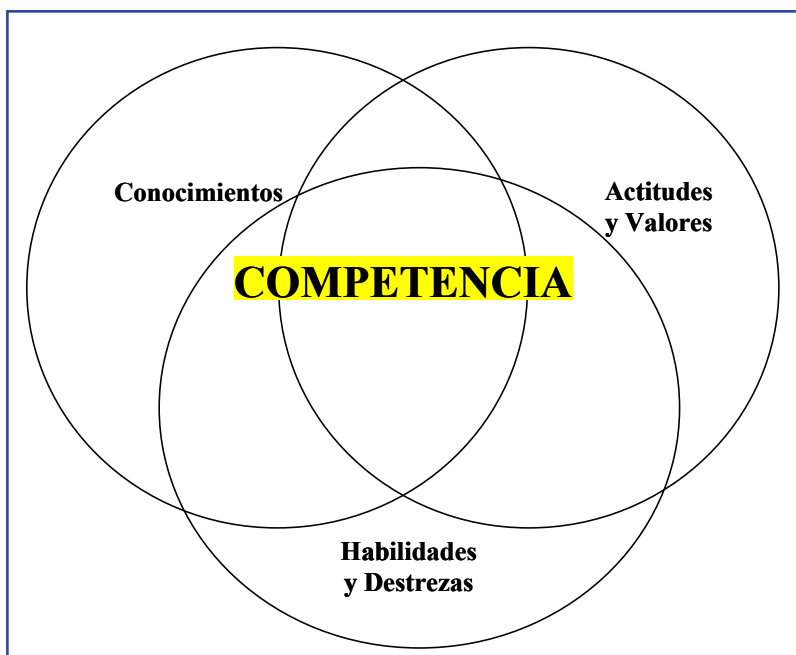 Conocimientos
Actitudes
y Valores
COMPETENCIA
Habilidades
y Destrezas